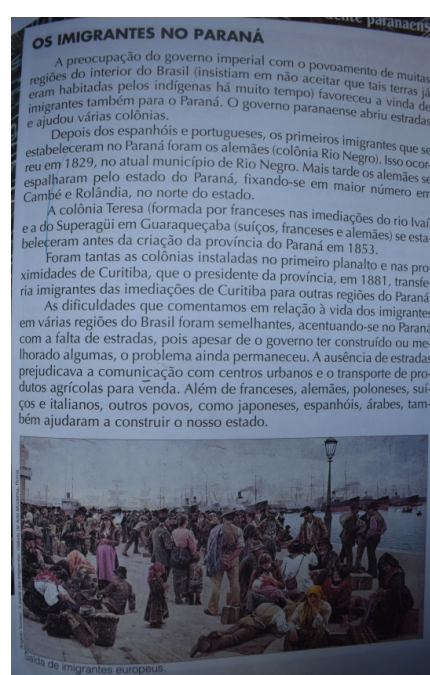 paranaens
OS IMIGRANTES NO PARANÁ
A preocupação do governo imperial com o povoamento de muitas
regiões do interior do Brasil (insistiam em não aceitar que tais terras já
eram habitadas pelos indígenas há muito tempo) favoreceu a vinda de
imigrantes também para o Paraná. O governo paranaense abriu estradas
e ajudou várias colônias.
Depois dos espanhóis e portugueses, os primeiros imigrantes que se
estabeleceram no Paraná foram os alemães (colônia Rio Negro). Isso ocor-
reu em 1829, no atual município de Rio Negro. Mais tarde os alemães se
espalharam pelo estado do Paraná, fixando-se em maior número em
Cambé e Rolândia, no norte do estado.
A colônia Teresa (formada por franceses nas imediações do rio Ivaí
e a do Superagüi em Guaraqueçaba (suíços, franceses e alemães) se esta-
beleceram antes da criação da província do Paraná em 1853.
Foram tantas as colônias instaladas no primeiro planalto e nas pro-
ximidades de Curitiba, que o presidente da província, em 1881, transfe-
ria imigrantes das imediações de Curitiba para outras regiões do Paraná
As dificuldades que comentamos em relação à vida dos imigrantes
em várias regiões do Brasil foram semelhantes, acentuando-se no Paraná
com a falta de estradas, pois apesar de o governo ter construído ou me-
lhorado algumas, o problema ainda permaneceu. A ausência de estradas
prejudicava a comunicação com centros urbanos e o transporte de pro-
dutos agrícolas para venda. Além de franceses, alemães, poloneses, suí-
ços e italianos, outros povos, como japoneses, espanhóis, árabes, tam-
bém ajudaram a construir o nosso estado.
Saída de imigrantes europeus.